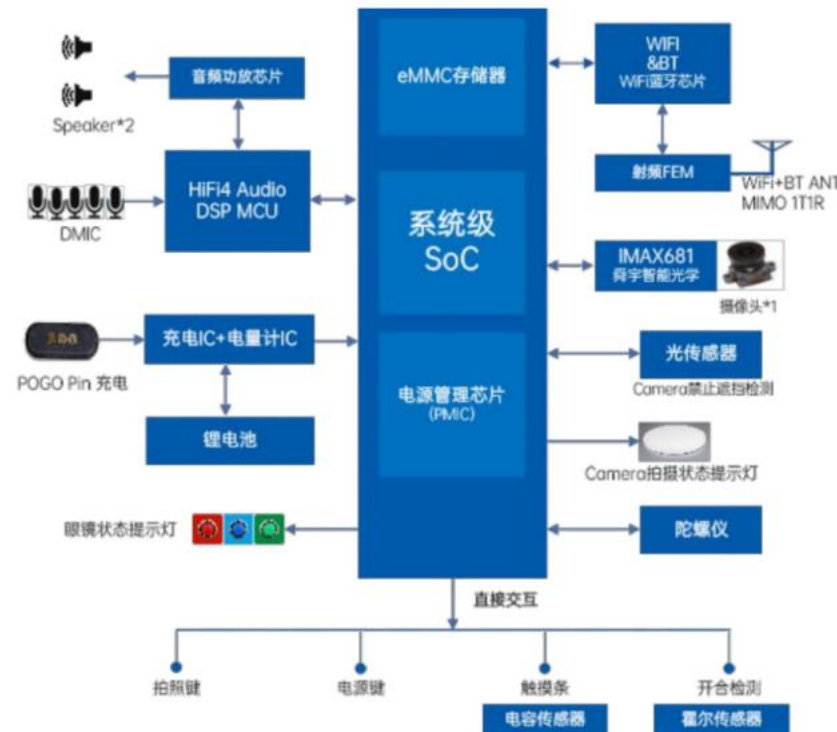 音频功放芯片
Speaker*2
HiFi4 Audio
DSP MCU
DMIC
POGO Pin 充电
充电IC+电量计IC
锂电池
眼镜状态提示灯
eMMC存储器
系统级
SoC
电源管理芯片
(PMIC)
WIFI
&BT
WiFi蓝牙芯片
射频FEM
WiFi+BT ANT
MIMO 1T1R
IMAX681
舜宇智能光学
摄像头*1
光传感器
Camera禁止遮挡检测
Camera拍摄状态提示灯
陀螺仪
直接交互
拍照键
电源键
触摸条
开合检测
电容传感器
霍尔传感器